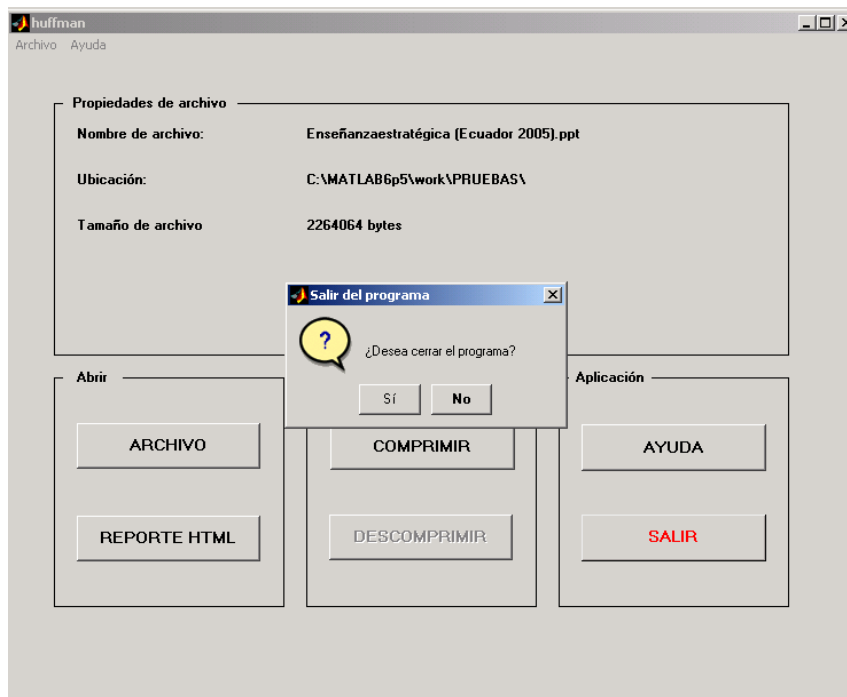 huffman
Archivo Ayuda
Propiedades de archivo
Nombre de archivo: Enseñanzaestratégica (Ecuador 2005).ppt
Ubicación: C:\MATLAB6p5\work\PRUEBAS\
Tamaño de archivo 2264064 bytes
Salir del programa
?
¿Desea cerrar el programa?
Sí No
Abrir Aplicación
ARCHIVO COMPRIMIR AYUDA
REPORTE HTML DESCOMPRIMIR SALIR